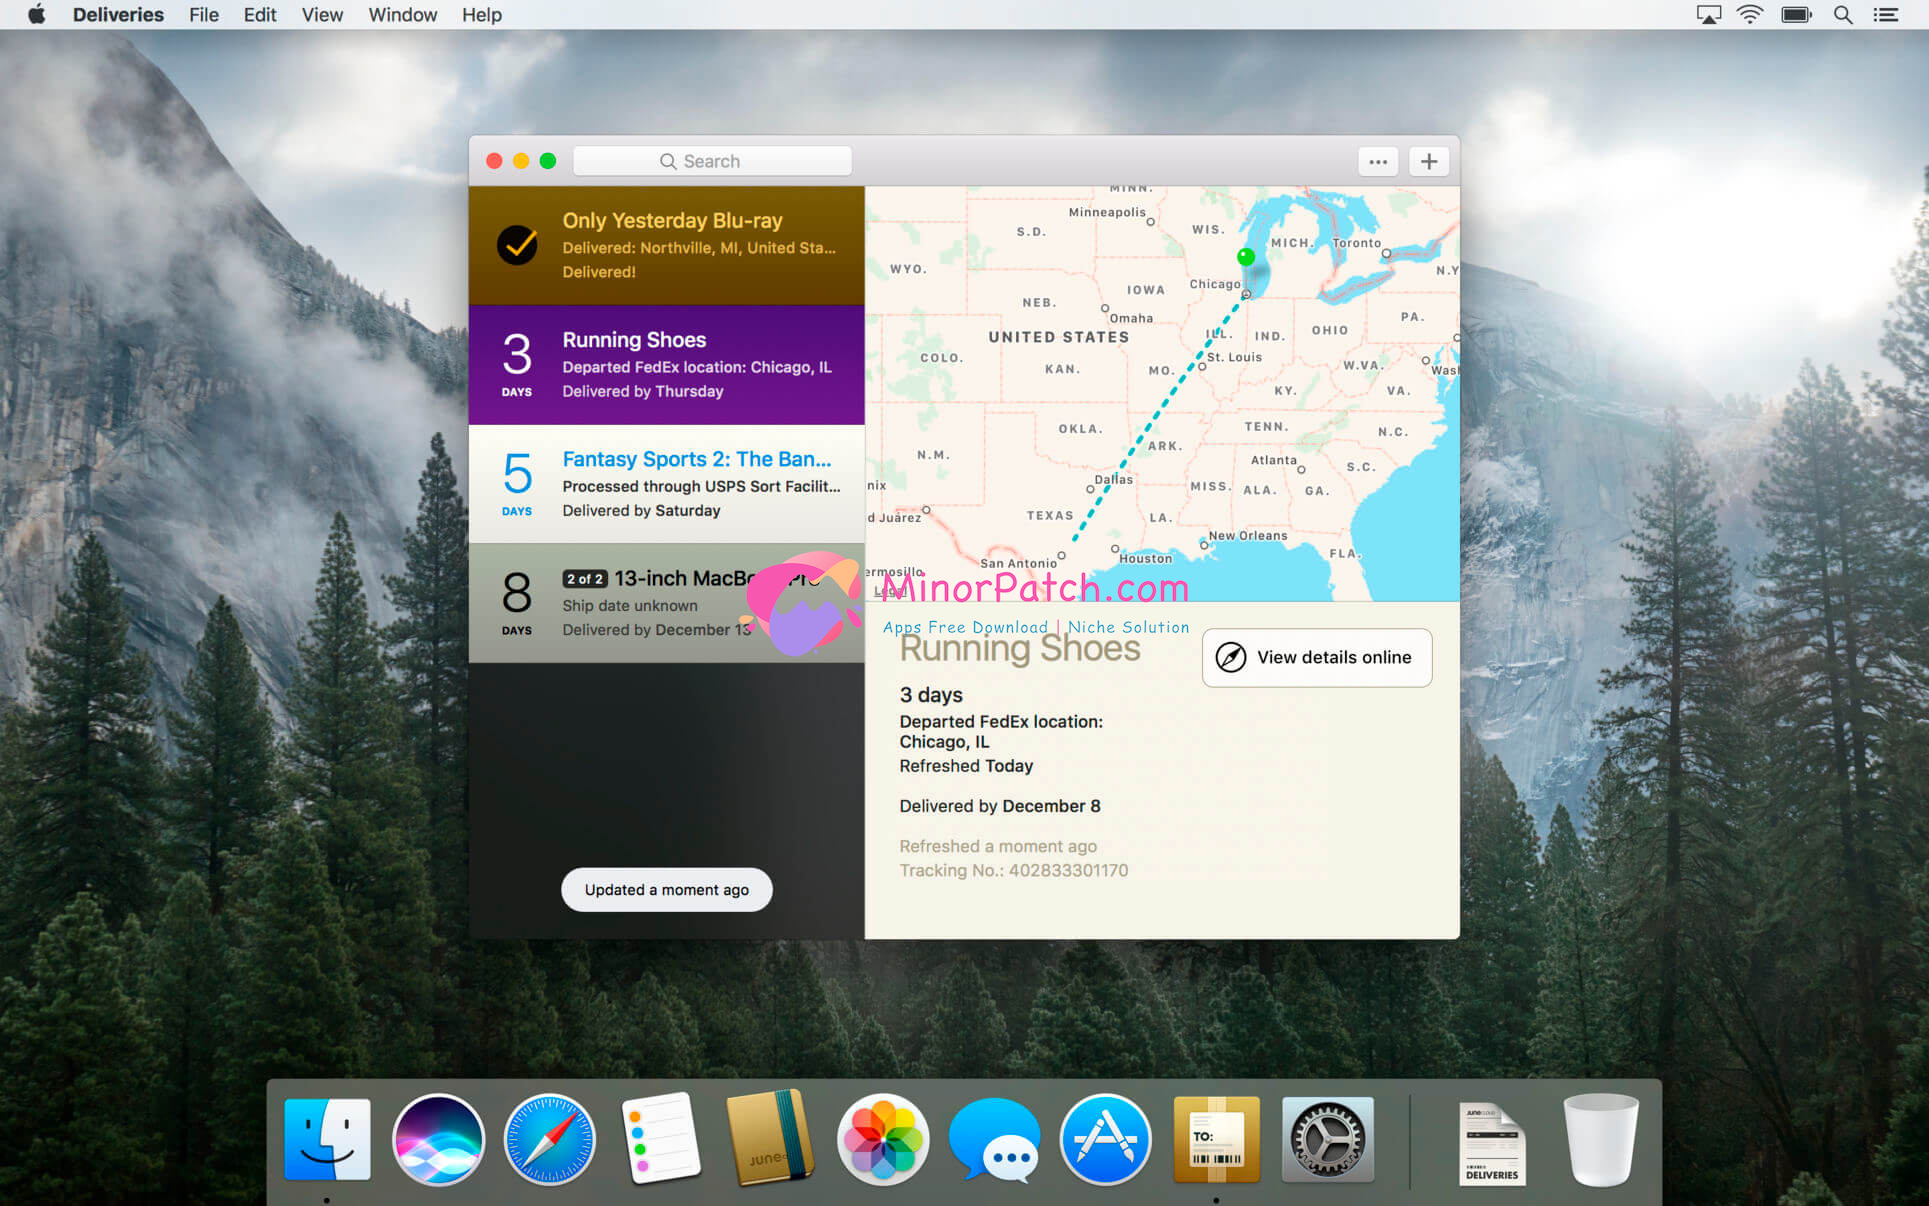 Deliveries File Edit View Window Help
Search
Only Yesterday Blu-ray
Delivered: Northville, MI, United Sta...
Delivered!
3
DAYS
Running Shoes
Departed FedEx location: Chicago, IL
Delivered by Thursday
5
DAYS
Fantasy Sports 2: The Ban...
Processed through USPS Sort Facilit...
Delivered by Saturday
8
DAYS
2 of 2 13-inch MacBook Pro
Ship date unknown
Delivered by December 13
MINN.
Minneapolis
S.D.
WIS.
MICH.
Toronto
WYO.
N.Y
Chicago
IOWA
NEB.
Omaha
PA.
UNITED STATES
ILL.
IND.
OHIO
COLO.
St. Louis
KAN.
MO.
W.VA.
Wash
KY.
VA.
OKLA.
TENN.
N.C.
ARK.
N.M.
Atlanta
S.C.
Dallas
nix
MISS.
ALA.
GA.
d Juárez
TEXAS
LA.
New Orleans
San Antonio
Houston
FLA.
ermosillo
Legal
MinorPatch.com
Apps Free Download | Niche Solution
Running Shoes
View details online
3 days
Departed FedEx location:
Chicago, IL
Refreshed Today
Delivered by December 8
Refreshed a moment ago
Tracking No.: 402833301170
Updated a moment ago
TO:
JUNECLOUD
DELIVERIES